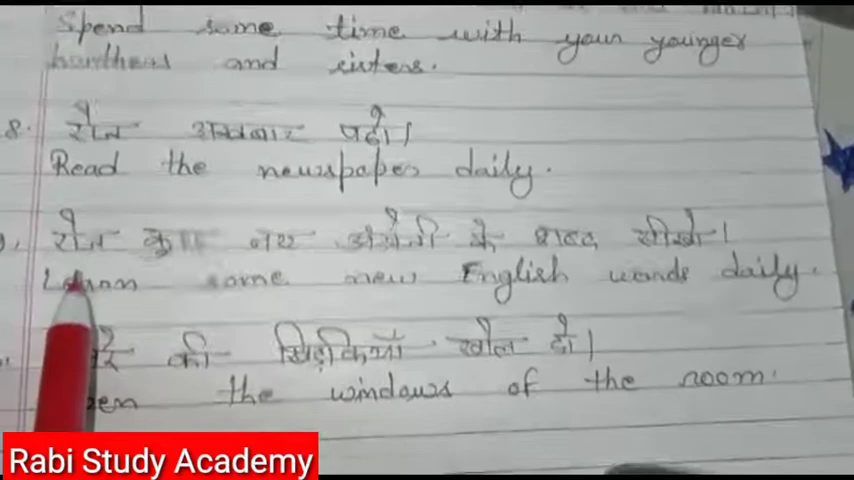 Spend some time with your younger
brothers and sisters.
8. रोज अखबार पढ़ो।
Read the newspaper daily.
रोज कुछ नए अंग्रेजी के शब्द सीखो।
Learn some new English words daily.
की खिड़कियाँ खोल दो।
the windows of the room.
Rabi Study Academy